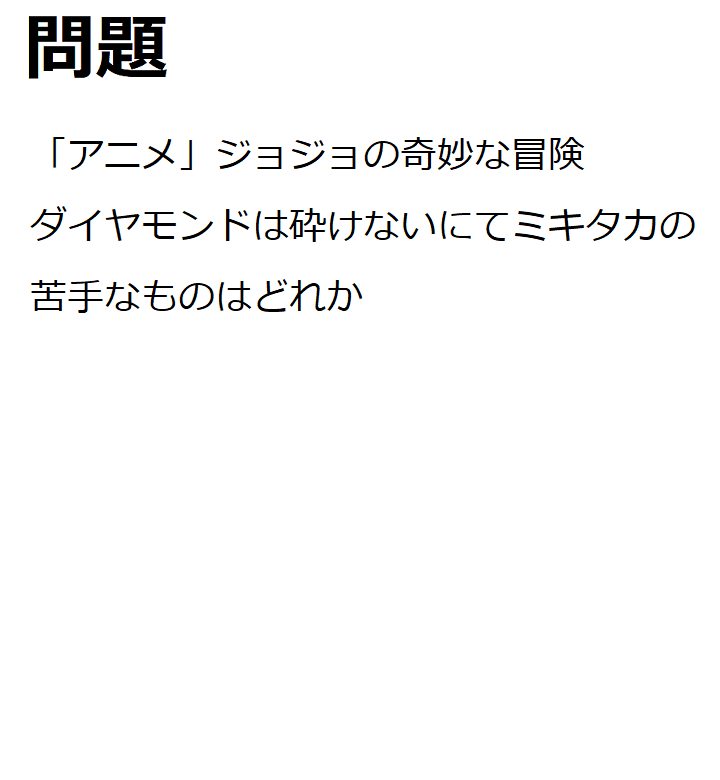 問題
「アニメ」ジョジョの奇妙な冒険
ダイヤモンドは砕けないにてミキタカの
苦手なものはどれか